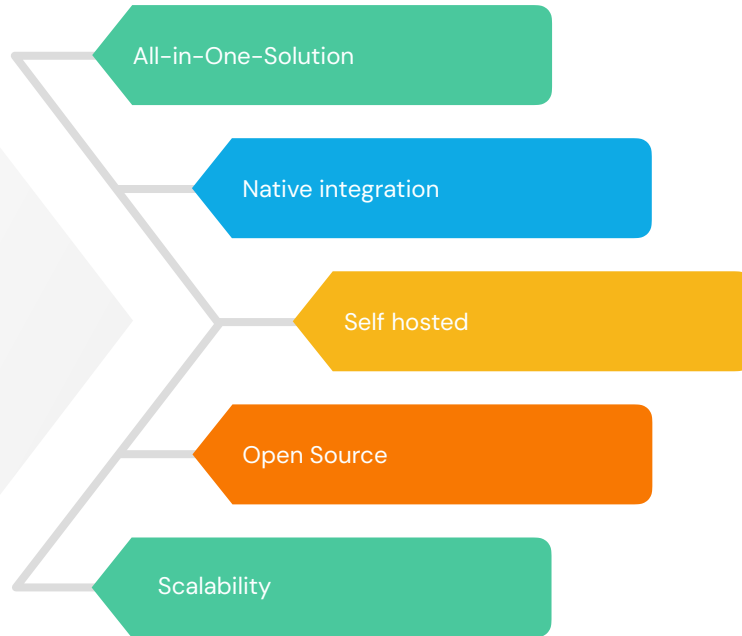 All-in-One-Solution
Native integration
Self hosted
Open Source
Scalability